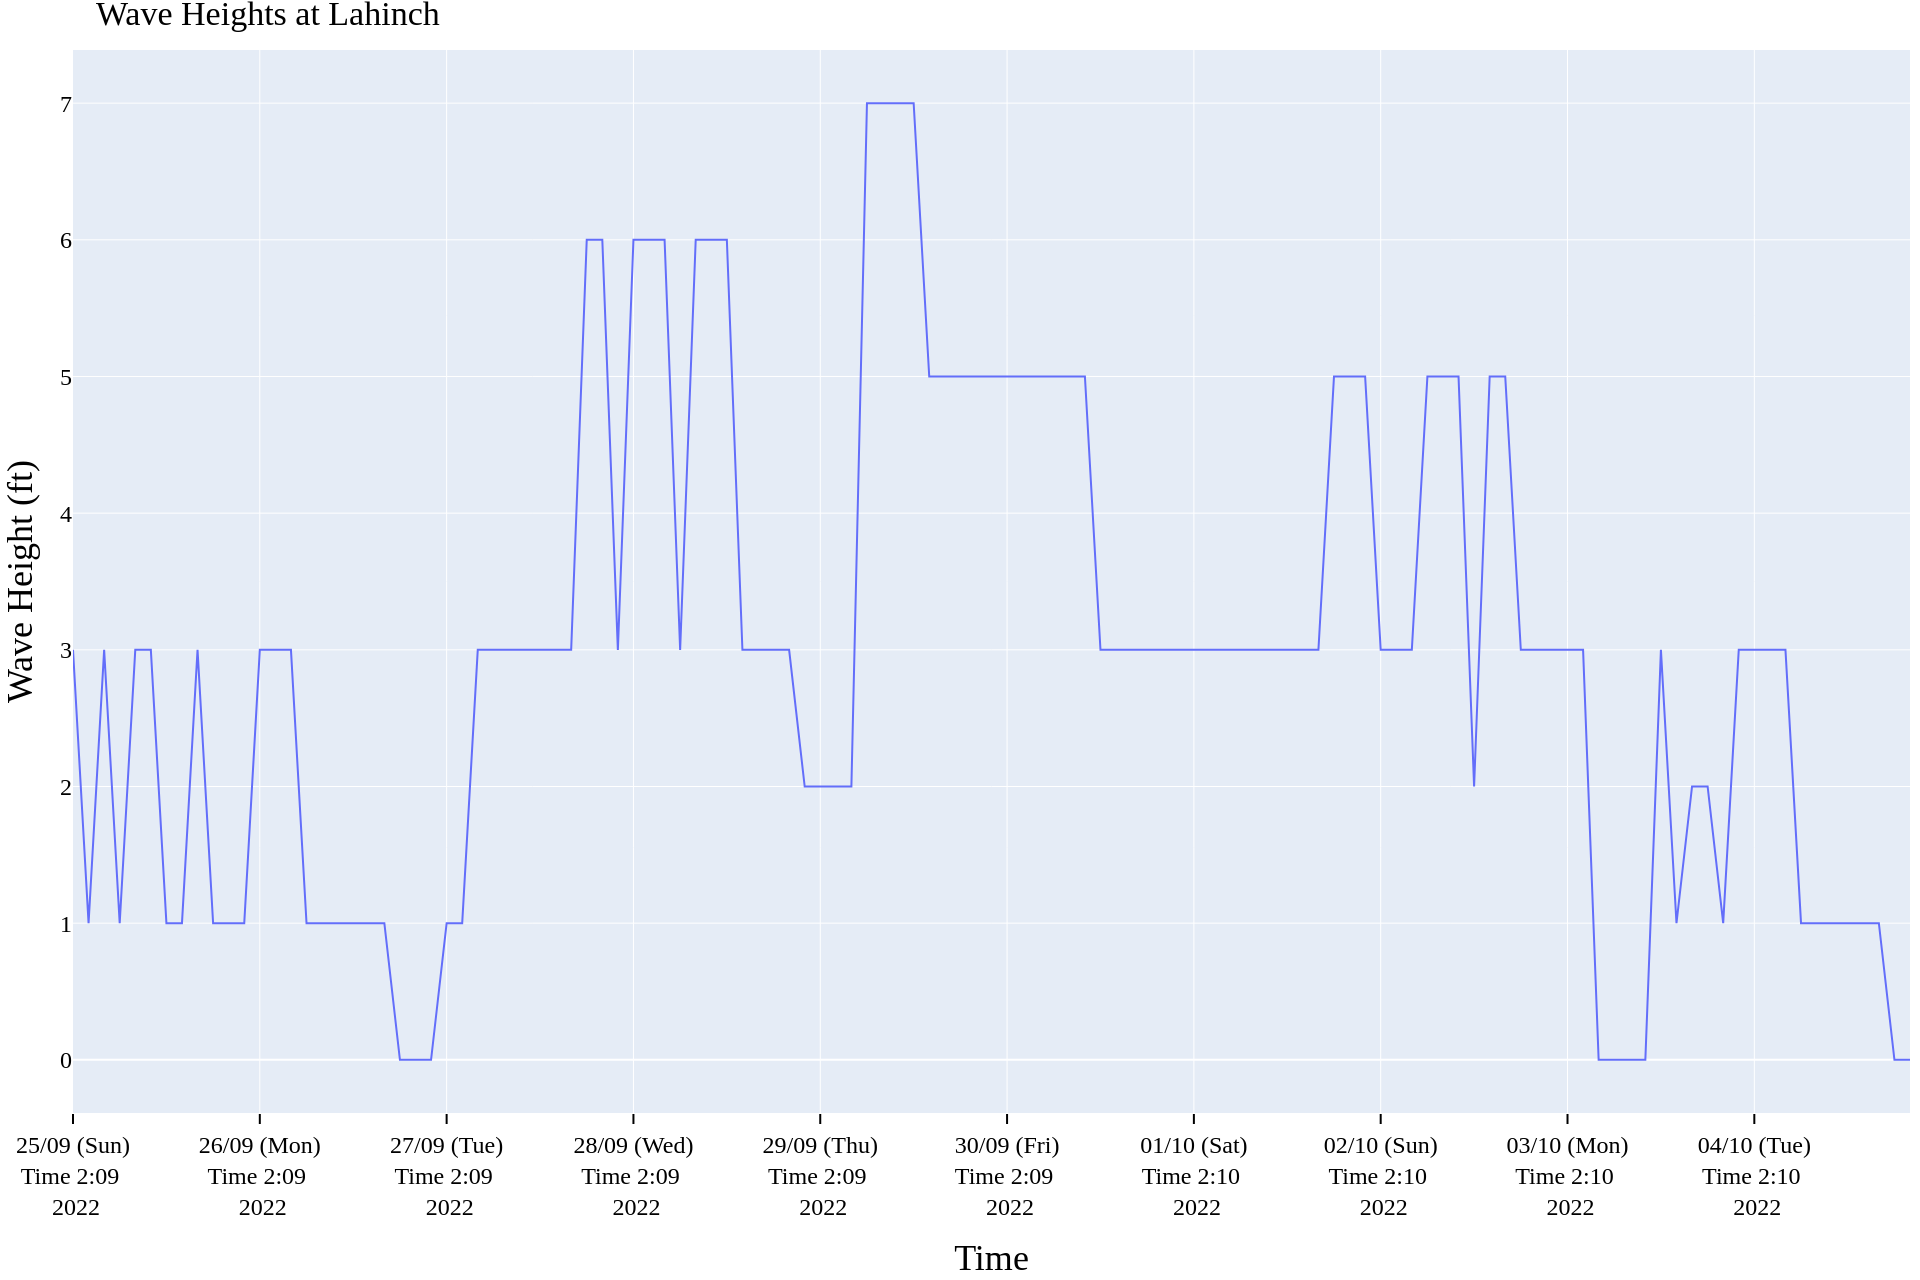 Wave Heights at Lahinch
7
6
5
4
3
2
1
0
Wave Height (ft)
25/09 (Sun)
Time 2:09
2022
26/09 (Mon)
Time 2:09
2022
27/09 (Tue)
Time 2:09
2022
28/09 (Wed)
Time 2:09
2022
29/09 (Thu)
Time 2:09
2022
30/09 (Fri)
Time 2:09
2022
01/10 (Sat)
Time 2:10
2022
02/10 (Sun)
Time 2:10
2022
03/10 (Mon)
Time 2:10
2022
04/10 (Tue)
Time 2:10
2022
Time